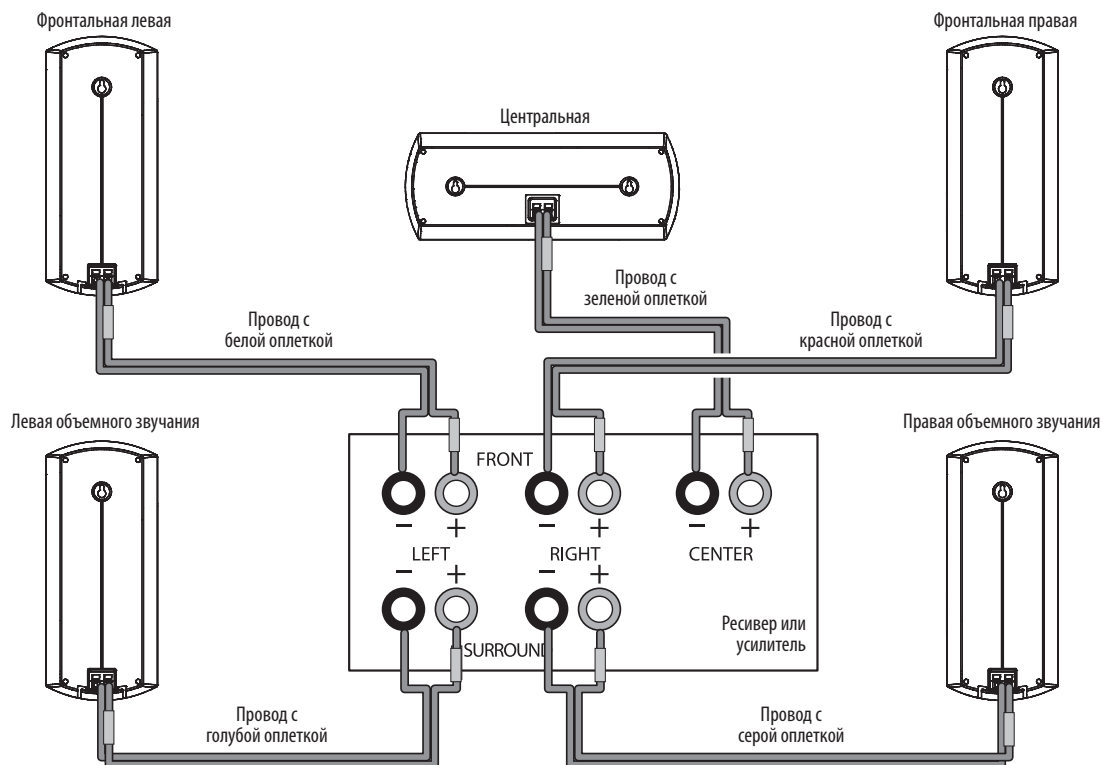 Фронтальная левая
Фронтальная правая
Центральная
Провод с
зеленой оплеткой
Провод с
белой оплеткой
Провод с
красной оплеткой
Левая объемного звучания
Правая объемного звучания
FRONT
− + − + − +
LEFT RIGHT CENTER
− + − +
Ресивер или
усилитель
SURROUND
Провод с
голубой оплеткой
Провод с
серой оплеткой